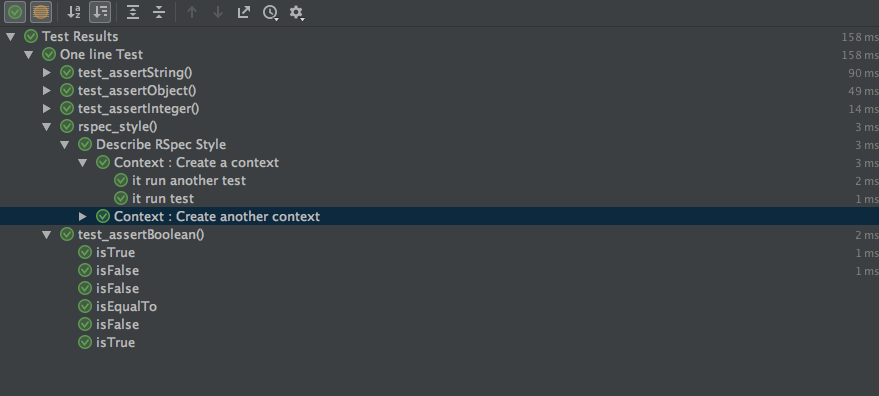 Test Results 158 ms
One line Test 158 ms
test_assertString() 90 ms
test_assertObject() 49 ms
test_assertInteger() 14 ms
rspec_style() 3 ms
Describe RSpec Style 3 ms
Context : Create a context 3 ms
it run another test 2 ms
it run test 1 ms
Context : Create another context
test_assertBoolean() 2 ms
isTrue 1 ms
isFalse 1 ms
isFalse
isEqualTo
isFalse
isTrue